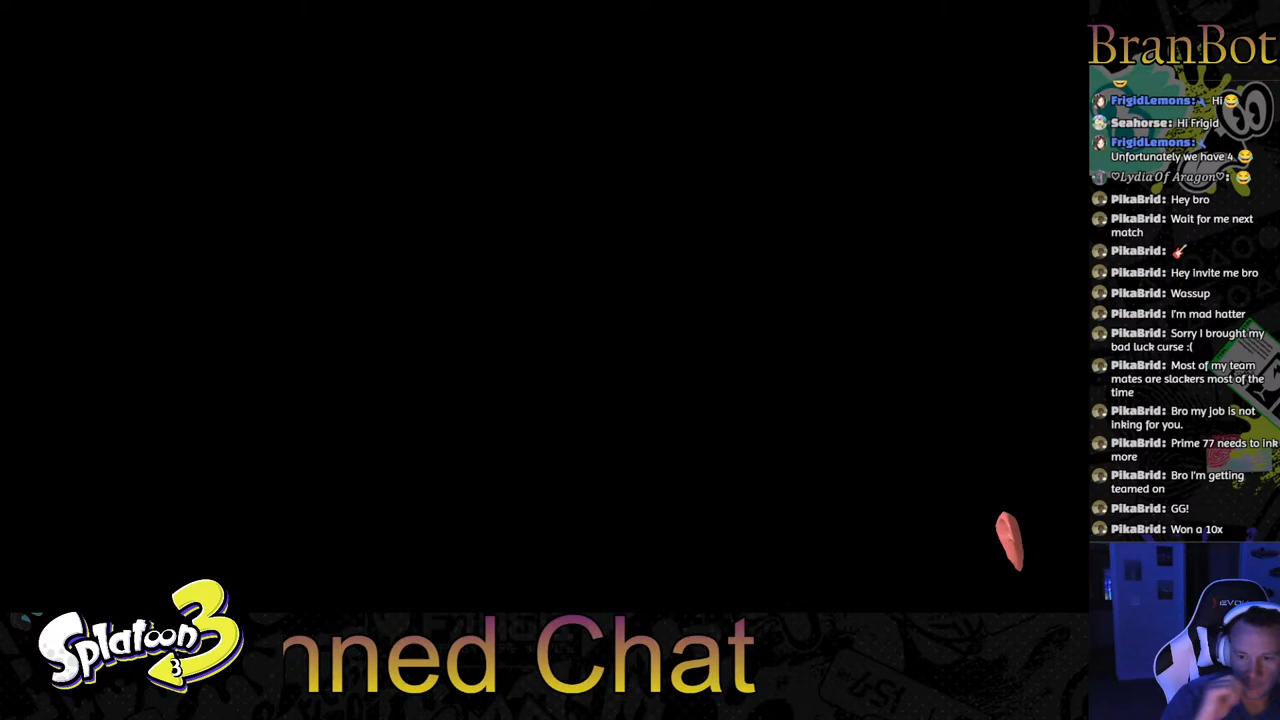 BranBot
FrigidLemons: Hi😂
Seahorse: Hi Frigid
FrigidLemons:
Unfortunately we have 4 😂
♡LydiaOf Aragon♡: 😂
PikaBrid: Hey bro
PikaBrid: Wait for me next
match
PikaBrid: 🎸
PikaBrid: Hey invite me bro
PikaBrid: Wassup
PikaBrid: I'm mad hatter
PikaBrid: Sorry I brought my
bad luck curse :(
PikaBrid: Most of my team
mates are slackers most of the
time
PikaBrid: Bro my job is not
inking for you.
PikaBrid: Prime 77 needs to ink
more
PikaBrid: Bro I'm getting
teamed on
PikaBrid: GG!
PikaBrid: Won a 10x
Splatoon 3
3
nned Chat